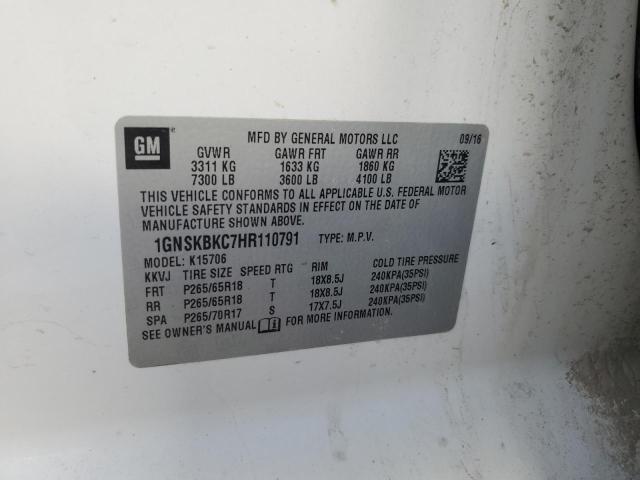 GM
MFD BY GENERAL MOTORS LLC 09/16
GVWR GAWR FRT GAWR RR
3311 KG 1633 KG 1860 KG
7300 LB 3600 LB 4100 LB
THIS VEHICLE CONFORMS TO ALL APPLICABLE U.S. FEDERAL MOTOR
VEHICLE SAFETY STANDARDS IN EFFECT ON THE DATE OF
MANUFACTURE SHOWN ABOVE.
1GNSKBKC7HR110791 TYPE: M.P.V.
MODEL: K15706
KKVJ TIRE SIZE SPEED RTG RIM COLD TIRE PRESSURE
FRT P265/65R18 T 18X8.5J 240KPA(35PSI)
RR P265/65R18 T 18X8.5J 240KPA(35PSI)
SPA P265/70R17 S 17X7.5J 240KPA(35PSI)
SEE OWNER'S MANUAL FOR MORE INFORMATION.